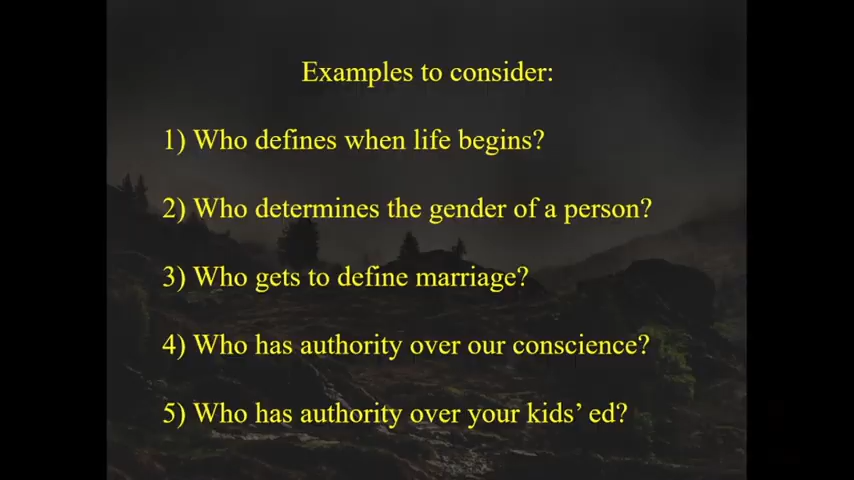 Examples to consider:
1) Who defines when life begins?
2) Who determines the gender of a person?
3) Who gets to define marriage?
4) Who has authority over our conscience?
5) Who has authority over your kids’ ed?